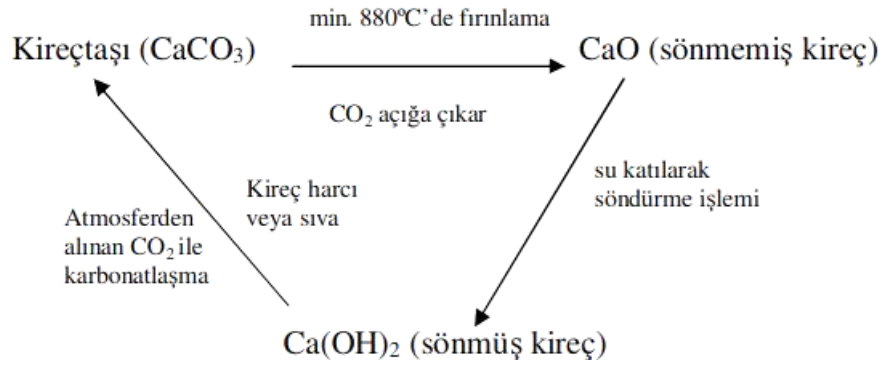 min. 880ºC’de fırınlama
Kireçtaşı (CaCO₃)
CaO (sönmemiş kireç)
CO₂ açığa çıkar
su katılarak
söndürme işlemi
Kireç harcı
veya sıva
Atmosferden
alınan CO₂ ile
karbonatlaşma
Ca(OH)₂ (sönmüş kireç)